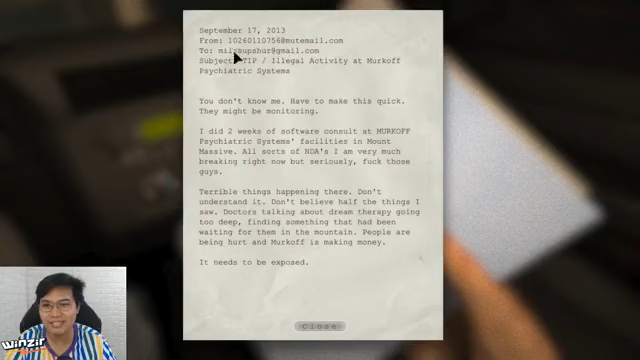 September 17, 2013
From: 10260110756@mutemail.com
To: milesupshur@gmail.com
Subject: TIP / Illegal Activity at Murkoff
Psychiatric Systems
You don't know me. Have to make this quick.
They might be monitoring.
I did 2 weeks of software consult at MURKOFF
Psychiatric Systems' facilities in Mount
Massive. All sorts of NDA's I am very much
breaking right now but seriously, fuck those
guys.
Terrible things happening there. Don't
understand it. Don't believe half the things I
saw. Doctors talking about dream therapy going
too deep, finding something that had been
waiting for them in the mountain. People are
being hurt and Murkoff is making money.
It needs to be exposed.
Close
winzir